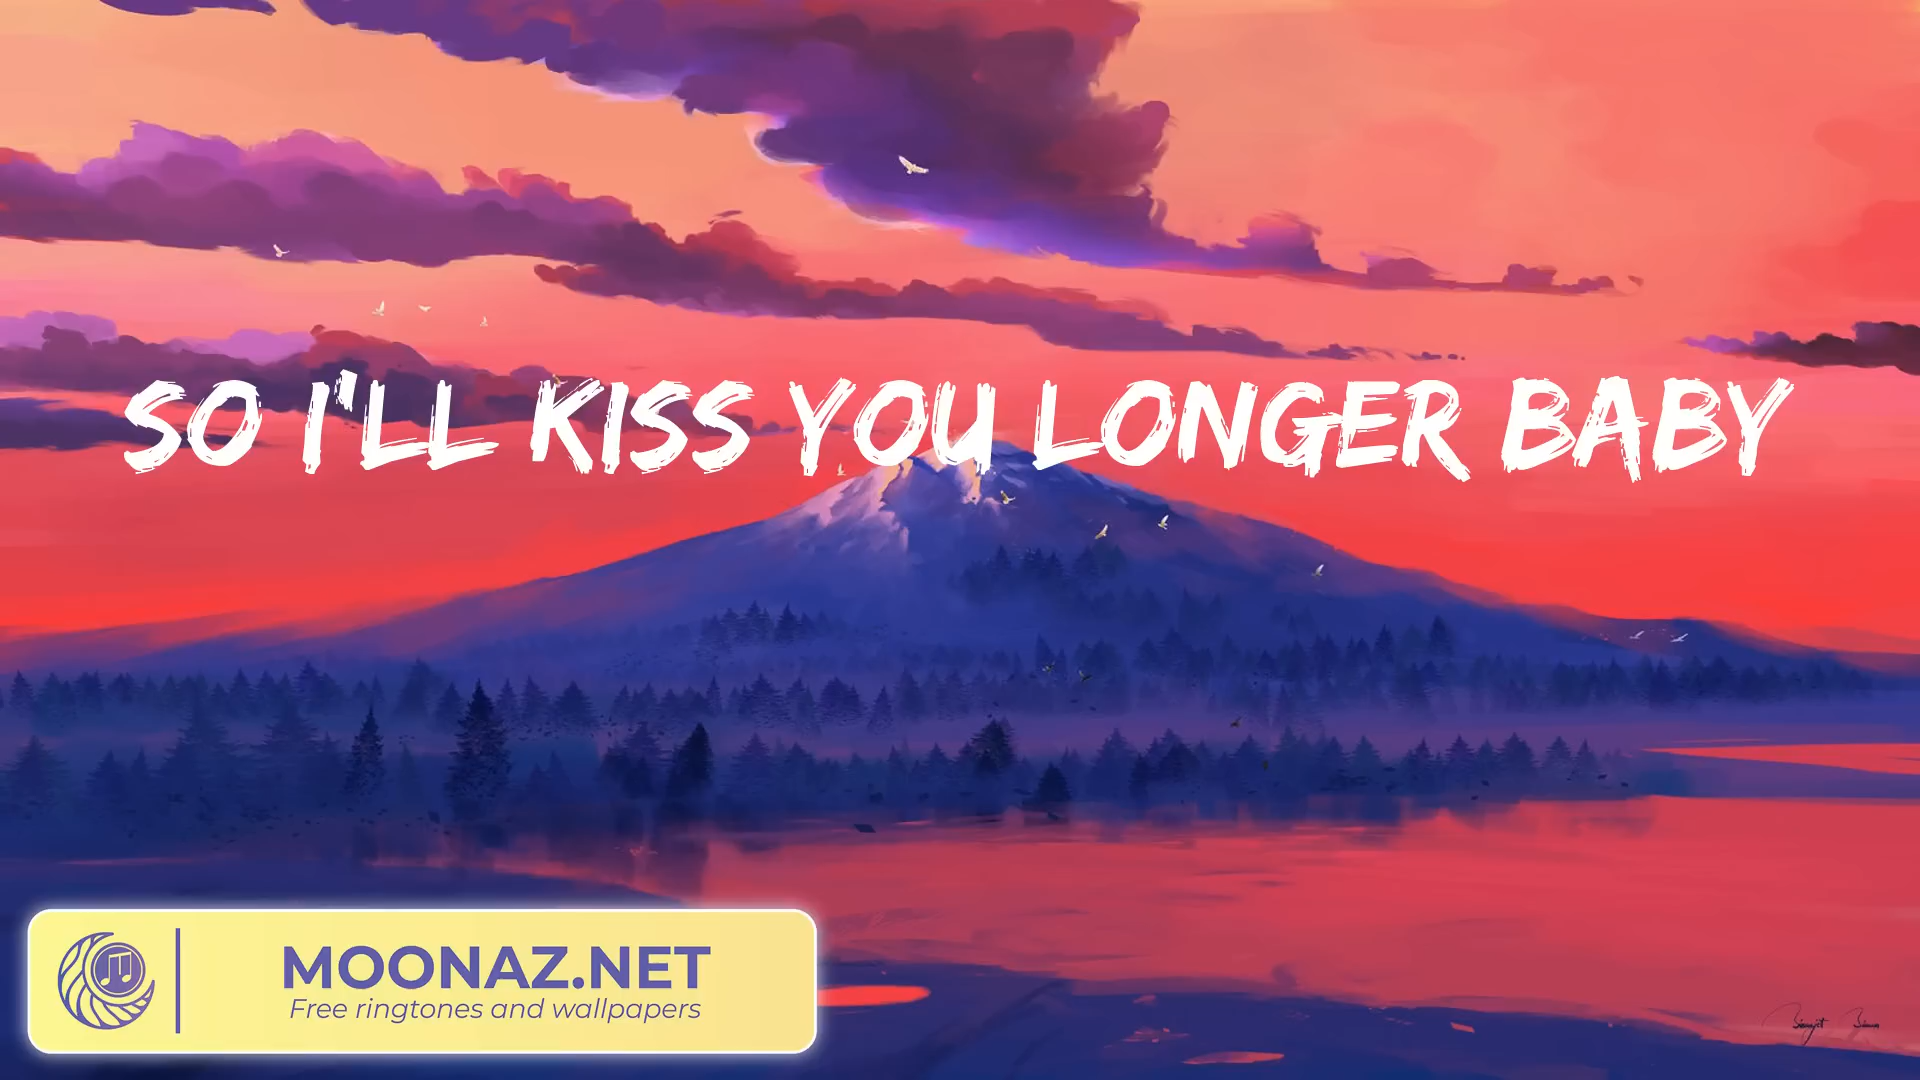 SO I'LL KISS YOU LONGER BABY
MOONAZ.NET
Free ringtones and wallpapers